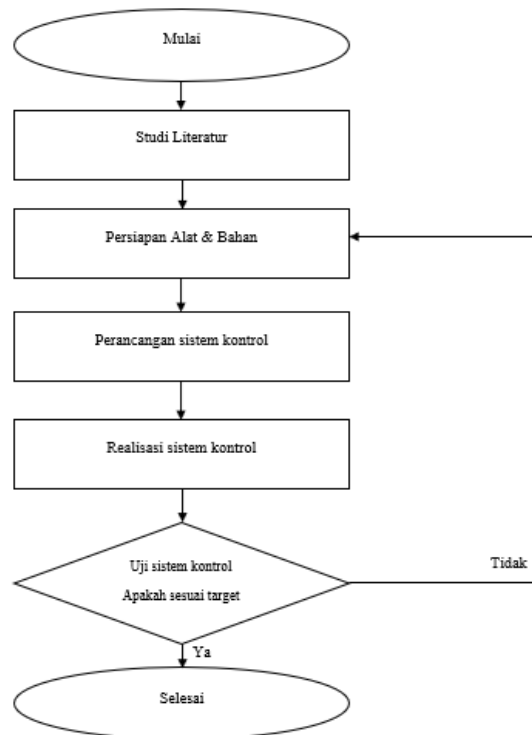 Mulai
Studi Literatur
Persiapan Alat & Bahan
Perancangan sistem kontrol
Realisasi sistem kontrol
Uji sistem kontrol
Apakah sesuai target
Tidak
Ya
Selesai